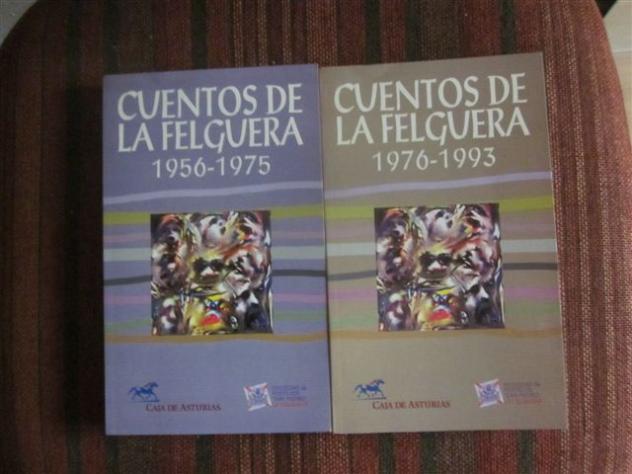 CUENTOS DE
LA FELGUERA
1956-1975
CAJA DE ASTURIAS
CUENTOS DE
LA FELGUERA
1976-1993
CAJA DE ASTURIAS